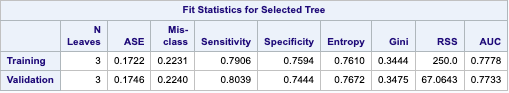 Fit Statistics for Selected Tree
N Leaves ASE Mis-class Sensitivity Specificity Entropy Gini RSS AUC
Training 3 0.1722 0.2231 0.7906 0.7594 0.7610 0.3444 250.0 0.7778
Validation 3 0.1746 0.2240 0.8039 0.7444 0.7672 0.3475 67.0643 0.7733